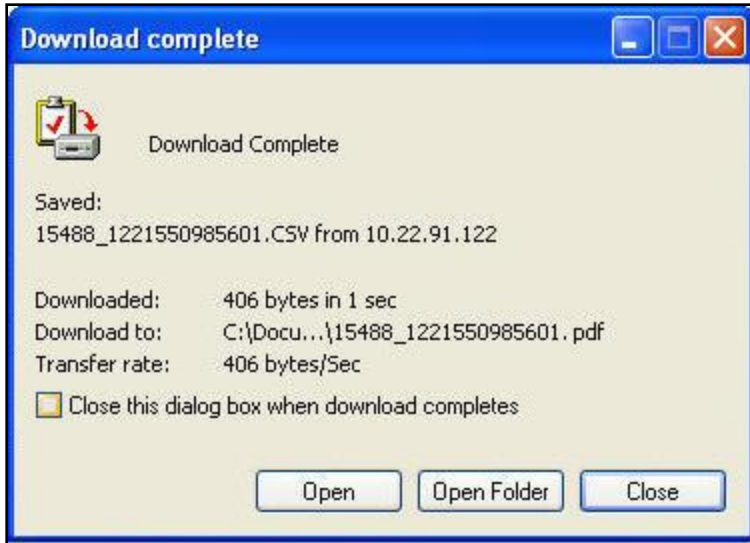 Download complete
Download Complete
Saved:
15488_1221550985601.CSV from 10.22.91.122
Downloaded: 406 bytes in 1 sec
Download to: C:\Docu...\15488_1221550985601.pdf
Transfer rate: 406 bytes/Sec
Close this dialog box when download completes
Open Open Folder Close